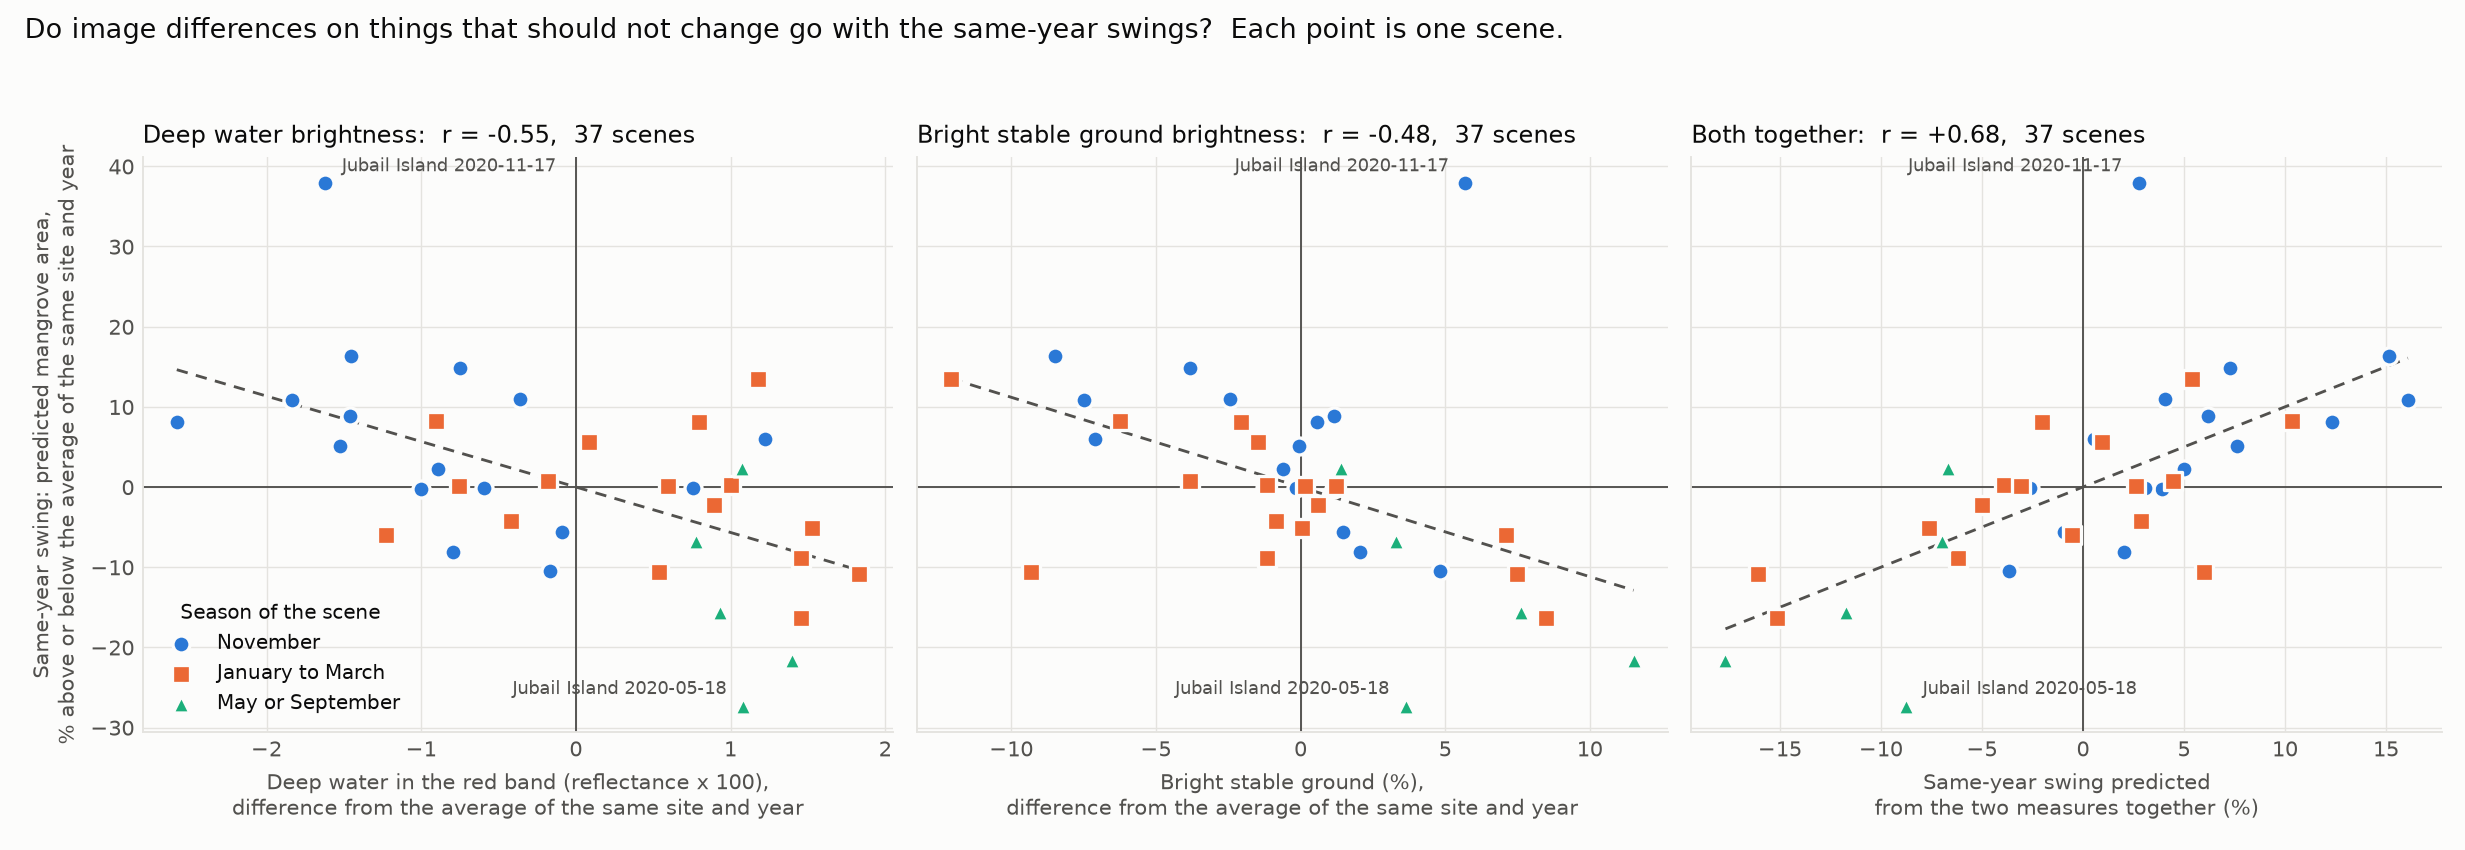 Do image differences on things that should not change go with the same-year swings?  Each point is one scene.
Deep water brightness:  r = -0.55,  37 scenes
Bright stable ground brightness:  r = -0.48,  37 scenes
Both together:  r = +0.68,  37 scenes
Same-year swing: predicted mangrove area,
% above or below the average of the same site and year
40
30
20
10
0
−10
−20
−30
Jubail Island 2020-11-17
Jubail Island 2020-05-18
Season of the scene
November
January to March
May or September
−2
−1
0
1
2
Deep water in the red band (reflectance x 100),
difference from the average of the same site and year
Jubail Island 2020-11-17
Jubail Island 2020-05-18
−10
−5
0
5
10
Bright stable ground (%),
difference from the average of the same site and year
Jubail Island 2020-11-17
Jubail Island 2020-05-18
−15
−10
−5
0
5
10
15
Same-year swing predicted
from the two measures together (%)